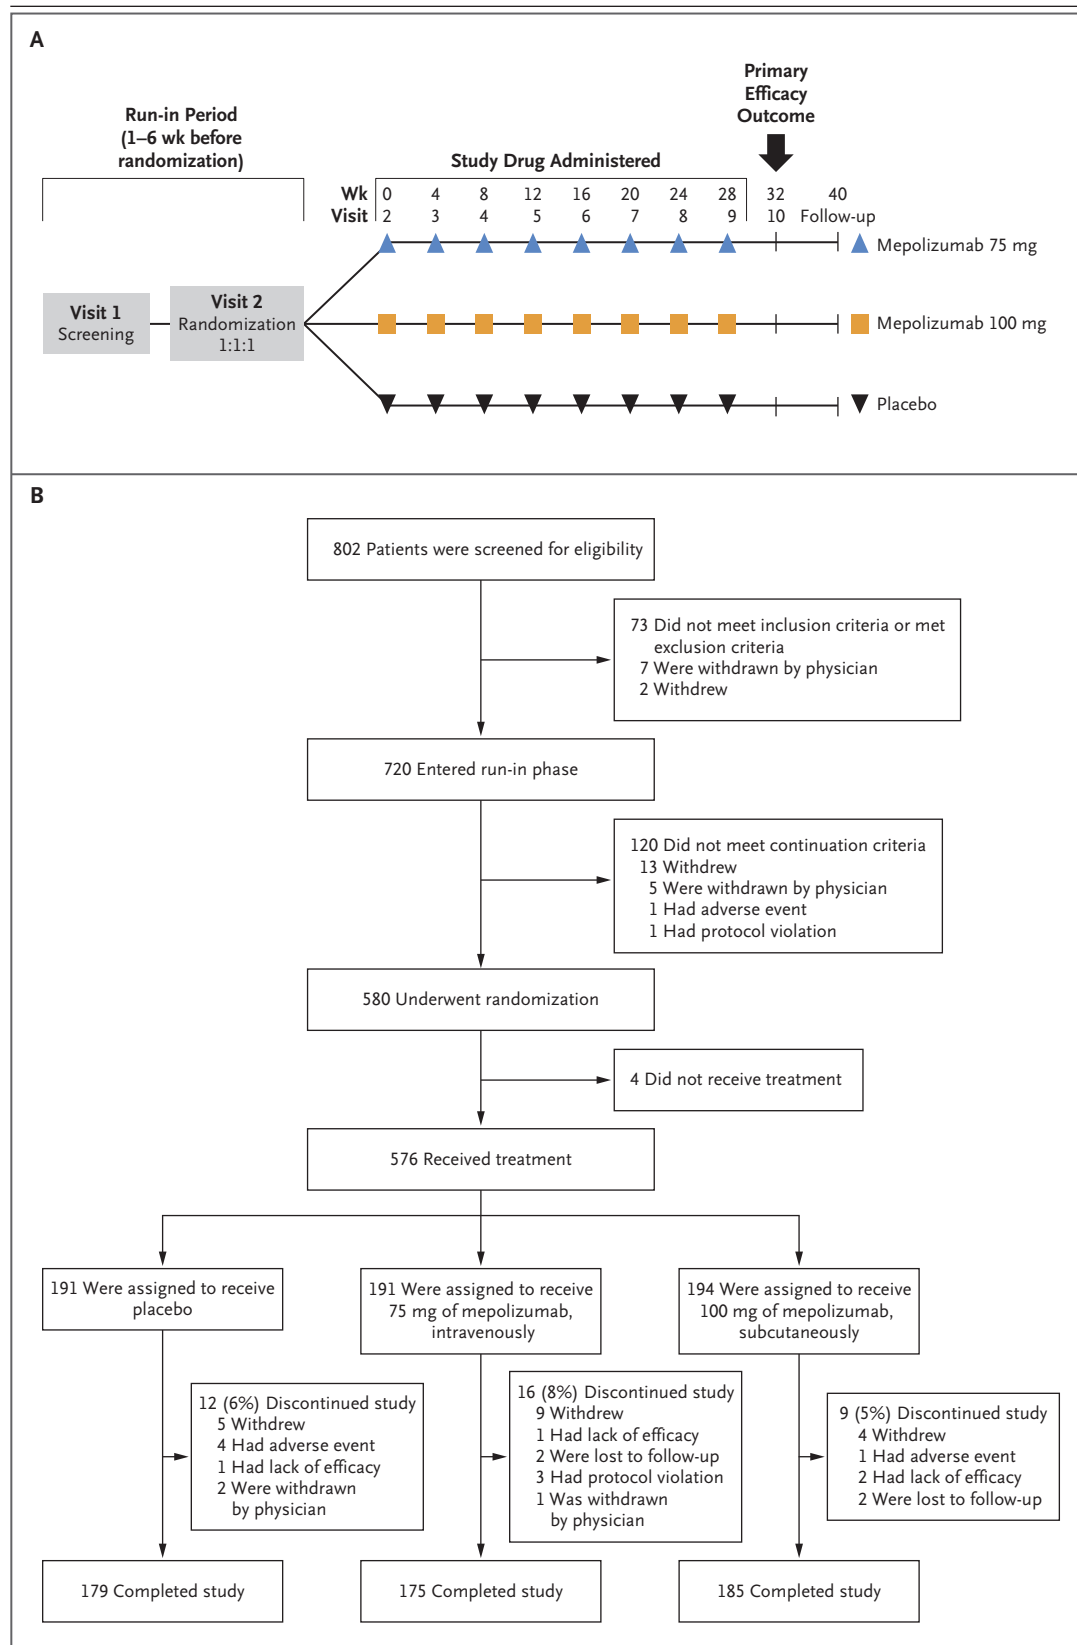 A
Primary
Efficacy
Outcome
Run-in Period
(1–6 wk before
randomization)
Study Drug Administered
Wk 0 4 8 12 16 20 24 28 32 40
Visit 2 3 4 5 6 7 8 9 10 Follow-up
Mepolizumab 75 mg
Visit 1
Screening
Visit 2
Randomization
1:1:1
Mepolizumab 100 mg
Placebo
B
802 Patients were screened for eligibility
73 Did not meet inclusion criteria or met
exclusion criteria
7 Were withdrawn by physician
2 Withdrew
720 Entered run-in phase
120 Did not meet continuation criteria
13 Withdrew
5 Were withdrawn by physician
1 Had adverse event
1 Had protocol violation
580 Underwent randomization
4 Did not receive treatment
576 Received treatment
191 Were assigned to receive
placebo
191 Were assigned to receive
75 mg of mepolizumab,
intravenously
194 Were assigned to receive
100 mg of mepolizumab,
subcutaneously
12 (6%) Discontinued study
5 Withdrew
4 Had adverse event
1 Had lack of efficacy
2 Were withdrawn
by physician
16 (8%) Discontinued study
9 Withdrew
1 Had lack of efficacy
2 Were lost to follow-up
3 Had protocol violation
1 Was withdrawn
by physician
9 (5%) Discontinued study
4 Withdrew
1 Had adverse event
2 Had lack of efficacy
2 Were lost to follow-up
179 Completed study
175 Completed study
185 Completed study